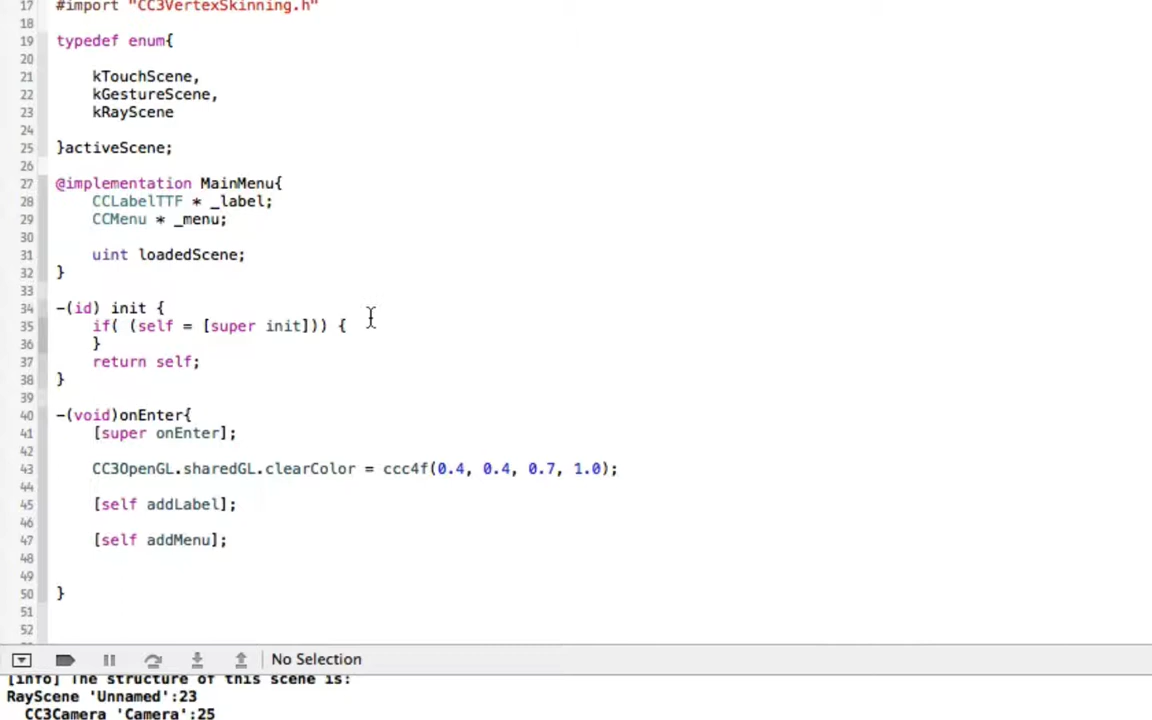 17 #import "CC3VertexSkinning.h"
18
19 typedef enum{
20
21 kTouchScene,
22 kGestureScene,
23 kRayScene
24
25 }activeScene;
26
27 @implementation MainMenu{
28 CCLabelTTF * _label;
29 CCMenu * _menu;
30
31 uint loadedScene;
32 }
33
34 -(id) init {
35 if( (self = [super init])) {
36 }
37 return self;
38 }
39
40 -(void)onEnter{
41 [super onEnter];
42
43 CC3OpenGL.sharedGL.clearColor = ccc4f(0.4, 0.4, 0.7, 1.0);
44
45 [self addLabel];
46
47 [self addMenu];
48
49
50 }
51
52
No Selection
[info] The structure of this scene is:
RayScene 'Unnamed':23
CC3Camera 'Camera':25